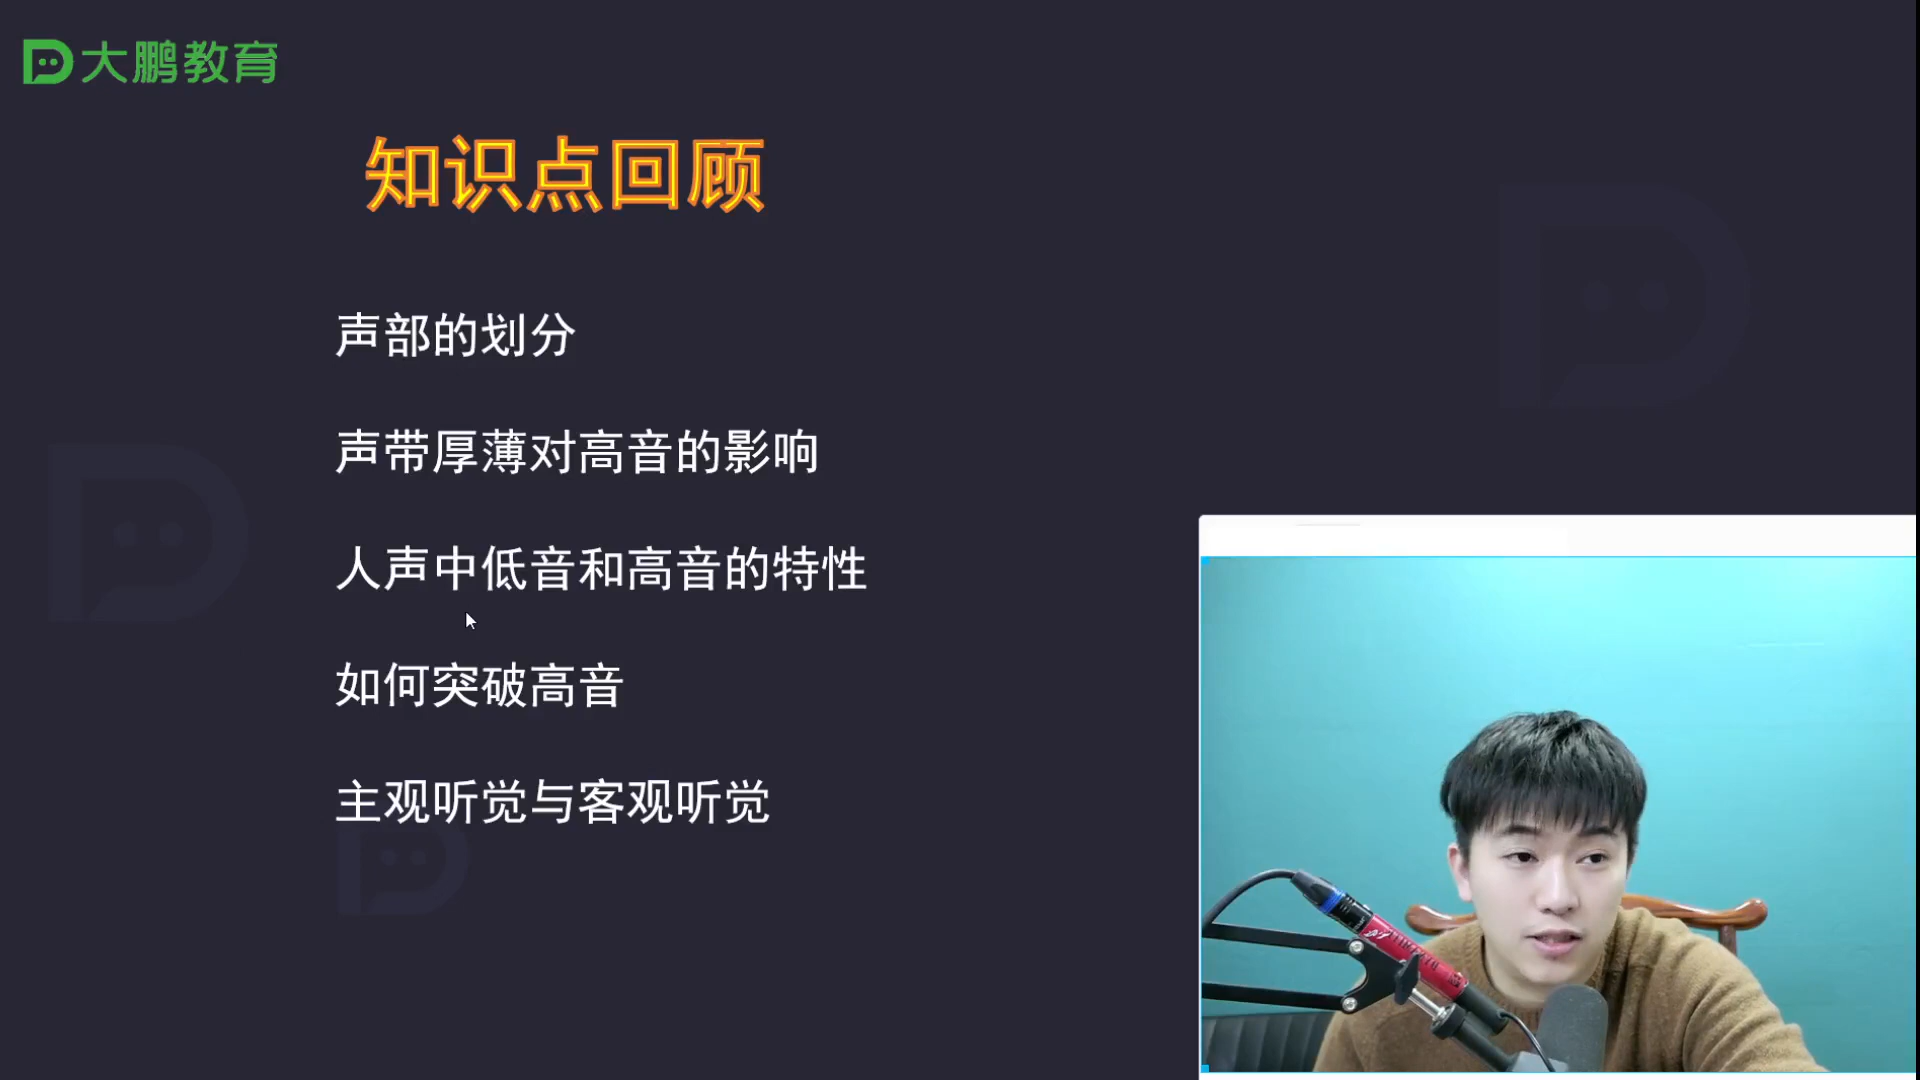 大鹏教育
知识点回顾
声部的划分
声带厚薄对高音的影响
人声中低音和高音的特性
如何突破高音
主观听觉与客观听觉